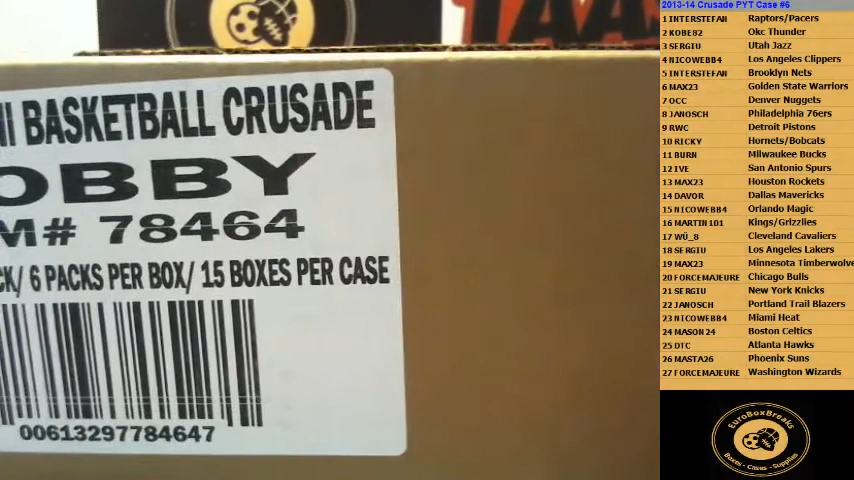 NI BASKETBALL CRUSADE
OBBY
M# 78464
CK/ 6 PACKS PER BOX/ 15 BOXES PER CASE
00613297784647
2013-14 Crusade PYT Case #6
1 INTERSTEFAN Raptors/Pacers
2 KOBE82 Okc Thunder
3 SERGIU Utah Jazz
4 NICOWEBB4 Los Angeles Clippers
5 INTERSTEFAN Brooklyn Nets
6 MAX23 Golden State Warriors
7 OCC Denver Nuggets
8 JANOSCH Philadelphia 76ers
9 RWC Detroit Pistons
10 RICKY Hornets/Bobcats
11 BURN Milwaukee Bucks
12 IVE San Antonio Spurs
13 MAX23 Houston Rockets
14 DAVOR Dallas Mavericks
15 NICOWEBB4 Orlando Magic
16 MARTIN101 Kings/Grizzlies
17 WÜ_8 Cleveland Cavaliers
18 SERGIU Los Angeles Lakers
19 MAX23 Minnesota Timberwolve
20 FORCEMAJEURE Chicago Bulls
21 SERGIU New York Knicks
22 JANOSCH Portland Trail Blazers
23 NICOWEBB4 Miami Heat
24 MASON24 Boston Celtics
25 DTC Atlanta Hawks
26 MASTA26 Phoenix Suns
27 FORCEMAJEURE Washington Wizards
EuroBoxBreaks
Boxes - Cases - Supplies